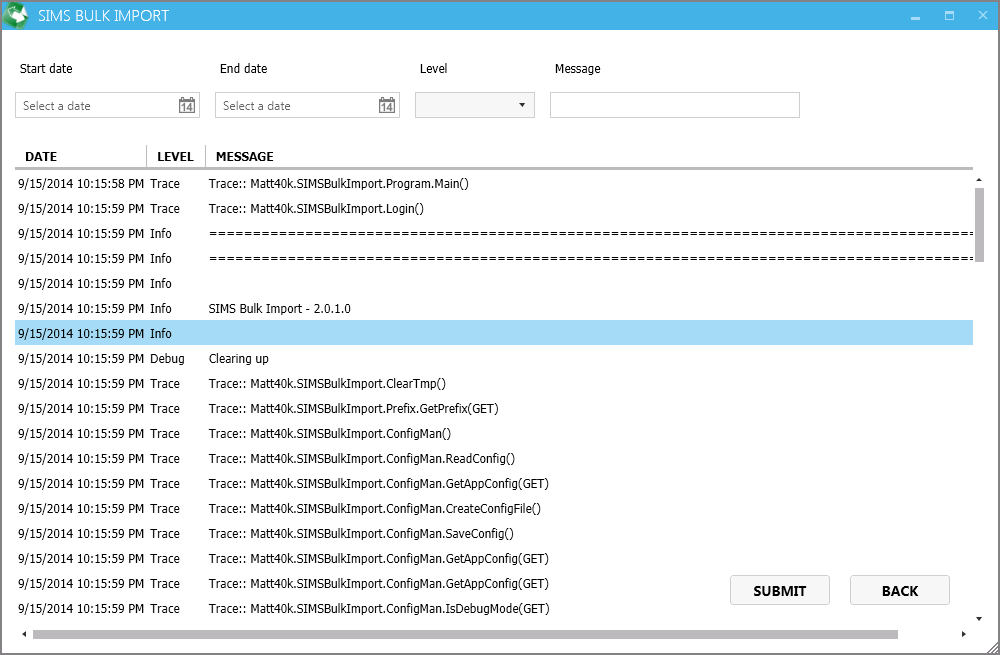 SIMS BULK IMPORT
Start date End date Level Message
Select a date 14 Select a date 14
DATE LEVEL MESSAGE
9/15/2014 10:15:58 PM Trace Trace:: Matt40k.SIMSBulkImport.Program.Main()
9/15/2014 10:15:59 PM Trace Trace:: Matt40k.SIMSBulkImport.Login()
9/15/2014 10:15:59 PM Info ==========================================================================================
9/15/2014 10:15:59 PM Info ==========================================================================================
9/15/2014 10:15:59 PM Info
9/15/2014 10:15:59 PM Info SIMS Bulk Import - 2.0.1.0
9/15/2014 10:15:59 PM Info
9/15/2014 10:15:59 PM Debug Clearing up
9/15/2014 10:15:59 PM Trace Trace:: Matt40k.SIMSBulkImport.ClearTmp()
9/15/2014 10:15:59 PM Trace Trace:: Matt40k.SIMSBulkImport.Prefix.GetPrefix(GET)
9/15/2014 10:15:59 PM Trace Trace:: Matt40k.SIMSBulkImport.ConfigMan()
9/15/2014 10:15:59 PM Trace Trace:: Matt40k.SIMSBulkImport.ConfigMan.ReadConfig()
9/15/2014 10:15:59 PM Trace Trace:: Matt40k.SIMSBulkImport.ConfigMan.GetAppConfig(GET)
9/15/2014 10:15:59 PM Trace Trace:: Matt40k.SIMSBulkImport.ConfigMan.CreateConfigFile()
9/15/2014 10:15:59 PM Trace Trace:: Matt40k.SIMSBulkImport.ConfigMan.SaveConfig()
9/15/2014 10:15:59 PM Trace Trace:: Matt40k.SIMSBulkImport.ConfigMan.GetAppConfig(GET)
9/15/2014 10:15:59 PM Trace Trace:: Matt40k.SIMSBulkImport.ConfigMan.GetAppConfig(GET)
9/15/2014 10:15:59 PM Trace Trace:: Matt40k.SIMSBulkImport.ConfigMan.IsDebugMode(GET)
SUBMIT BACK